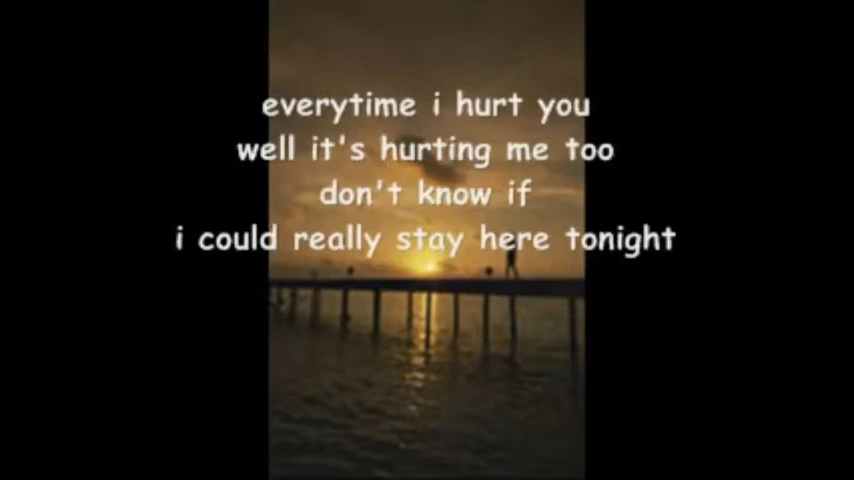 everytime i hurt you
well it's hurting me too
don't know if
i could really stay here tonight